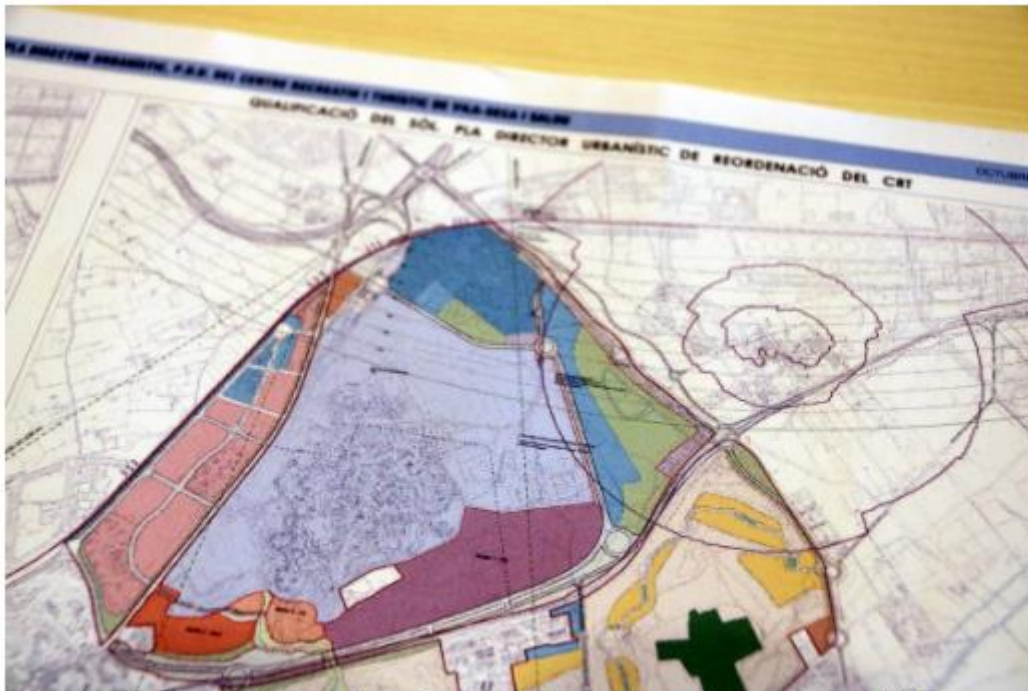 PLA DIRECTOR URBANÍSTIC, P.D.U. DEL CENTRE RECREATIU I TURÍSTIC DE VILA-SECA I SALOU
QUALIFICACIÓ DEL SÒL. PLA DIRECTOR URBANÍSTIC DE REORDENACIÓ DEL CRT
OCTUBRE